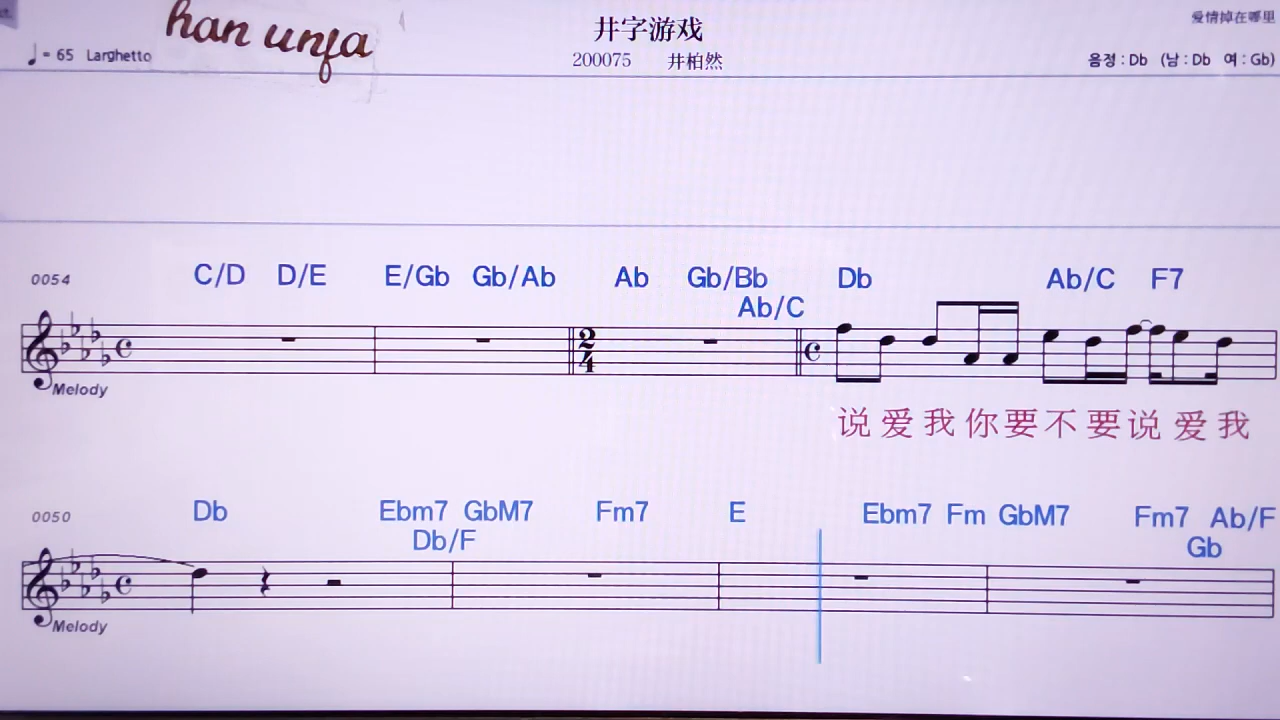 han unfa
井字游戏
爱情掉在哪里
♩= 65 Larghetto
200075 井柏然
음정 : Db (남 : Db 여 : Gb)
0054
C/D D/E E/Gb Gb/Ab Ab Gb/Bb Db Ab/C F7
Ab/C
2
4
Melody
说爱我你要不要说爱我
0050
Db Ebm7 GbM7 Fm7 E Ebm7 Fm GbM7 Fm7 Ab/F
Db/F Gb
Melody